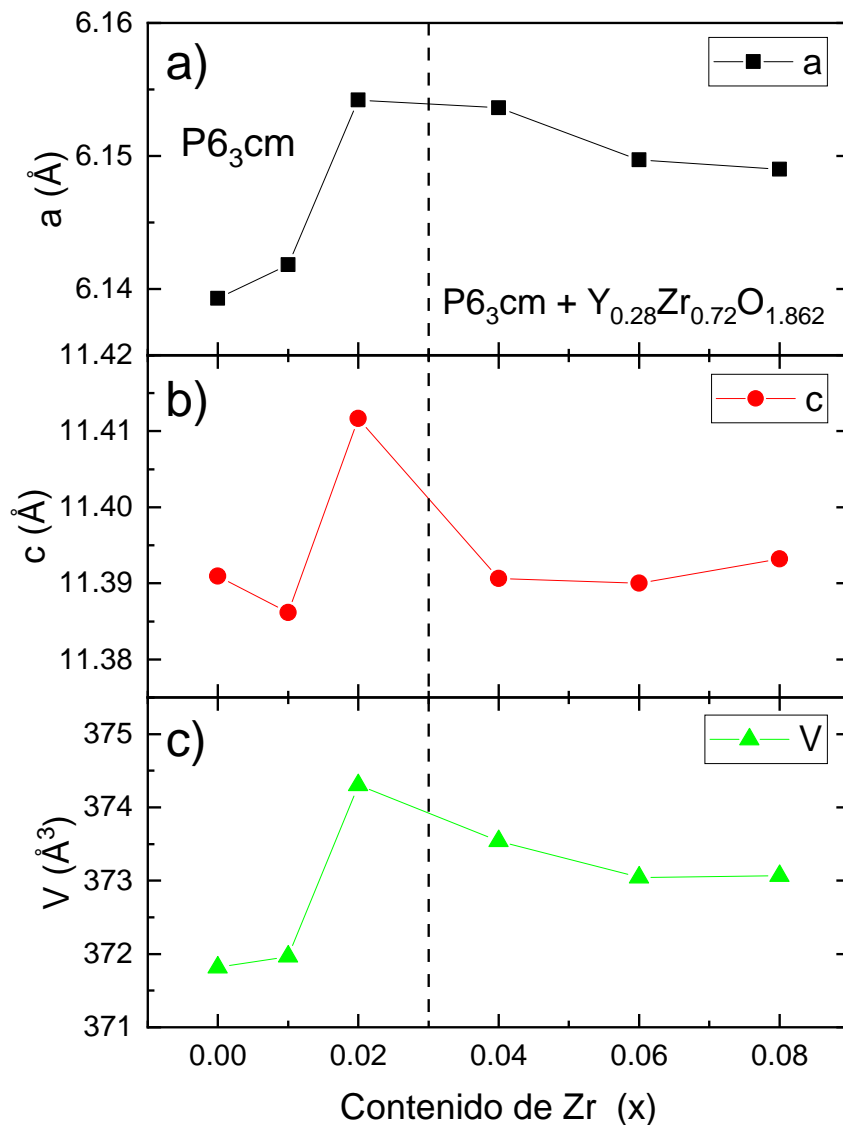 6.16
a)
a
P6₃cm
6.15
a (Å)
6.14
P6₃cm + Y₀.₂₈Zr₀.₇₂O₁.₈₆₂
11.42
b)
c
11.41
11.40
c (Å)
11.39
11.38
375
c)
V
374
373
V (Å³)
372
371
0.00 0.02 0.04 0.06 0.08
Contenido de Zr (x)